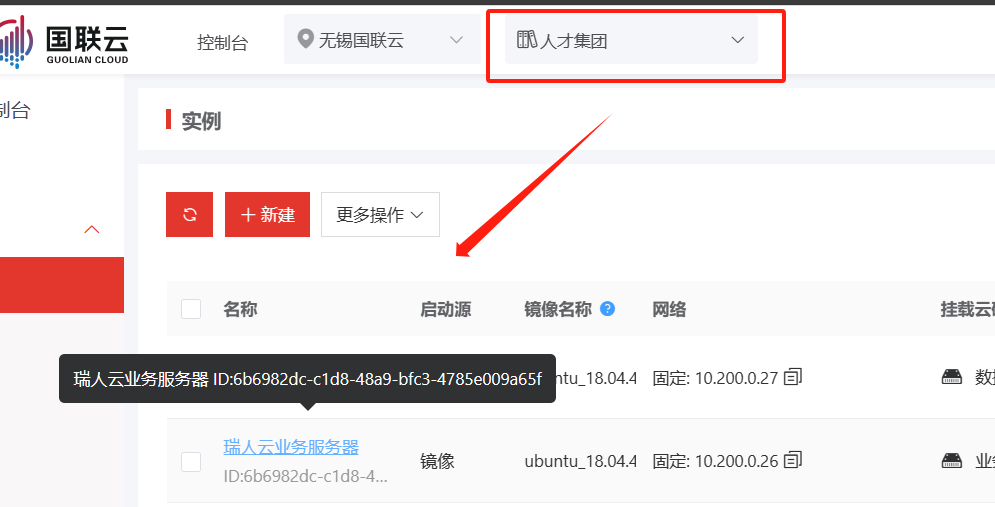 国联云
GUOLIAN CLOUD
控制台
无锡国联云
人才集团
制台
实例
新建
更多操作
名称 启动源 镜像名称 ? 网络 挂载云
瑞人云业务服务器 ID:6b6982dc-c1d8-48a9-bfc3-4785e009a65f
ntu_18.04.4 固定: 10.200.0.27 数
瑞人云业务服务器
ID:6b6982dc-c1d8-4...
镜像 ubuntu_18.04.4 固定: 10.200.0.26 业